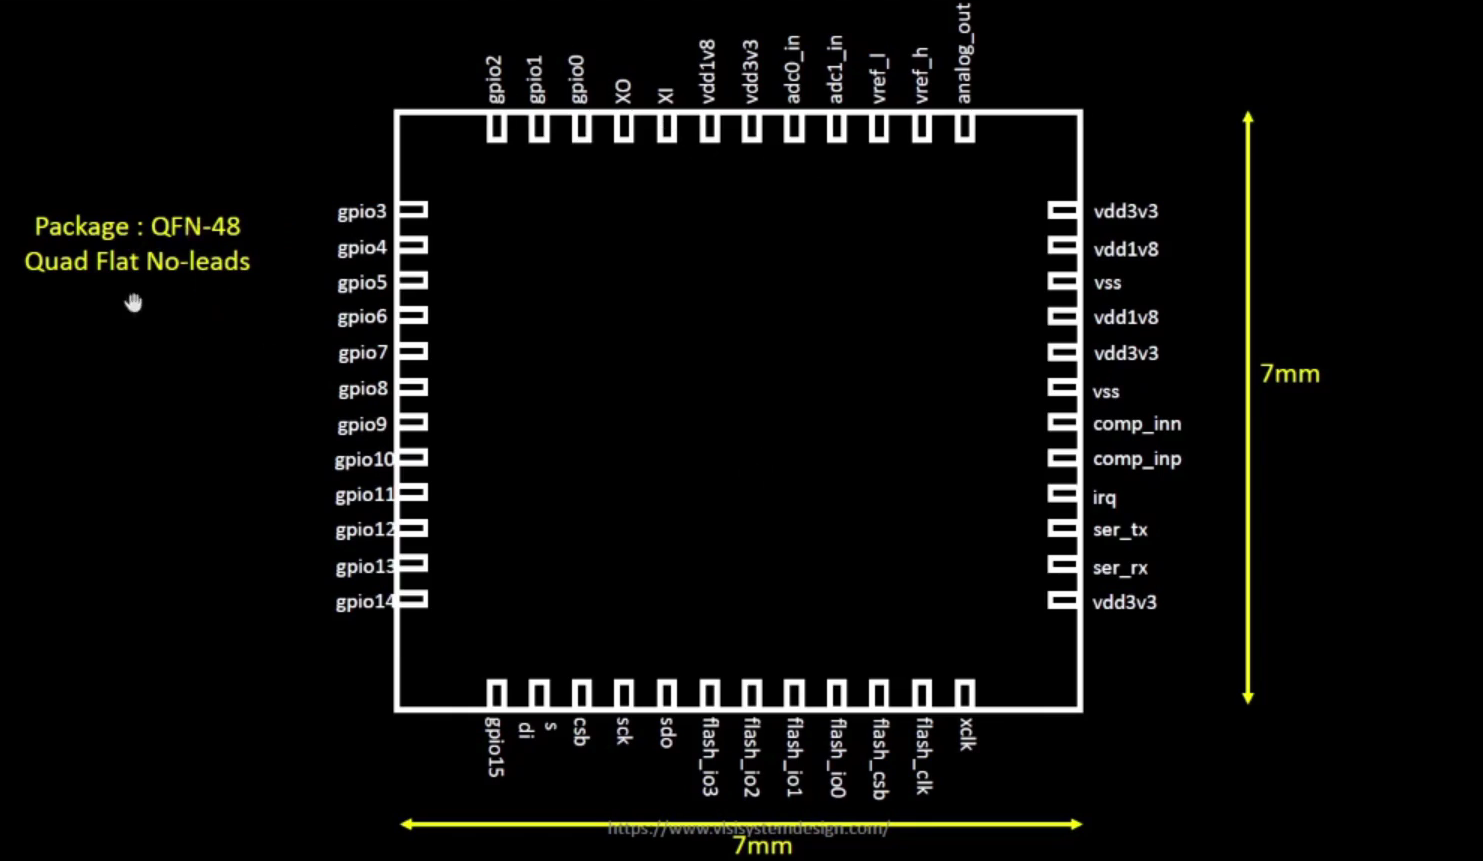 gpio2
gpio1
gpio0
XO
XI
vdd1v8
vdd3v3
adc0_in
adc1_in
vref_l
vref_h
analog_out
Package : QFN-48
Quad Flat No-leads
gpio3
gpio4
gpio5
gpio6
gpio7
gpio8
gpio9
gpio10
gpio11
gpio12
gpio13
gpio14
vdd3v3
vdd1v8
vss
vdd1v8
vdd3v3
vss
comp_inn
comp_inp
irq
ser_tx
ser_rx
vdd3v3
7mm
gpio15
s
di
csb
sck
sdo
flash_io3
flash_io2
flash_io1
flash_io0
flash_csb
flash_clk
xclk
https://www.vlsisystemdesign.com/
7mm